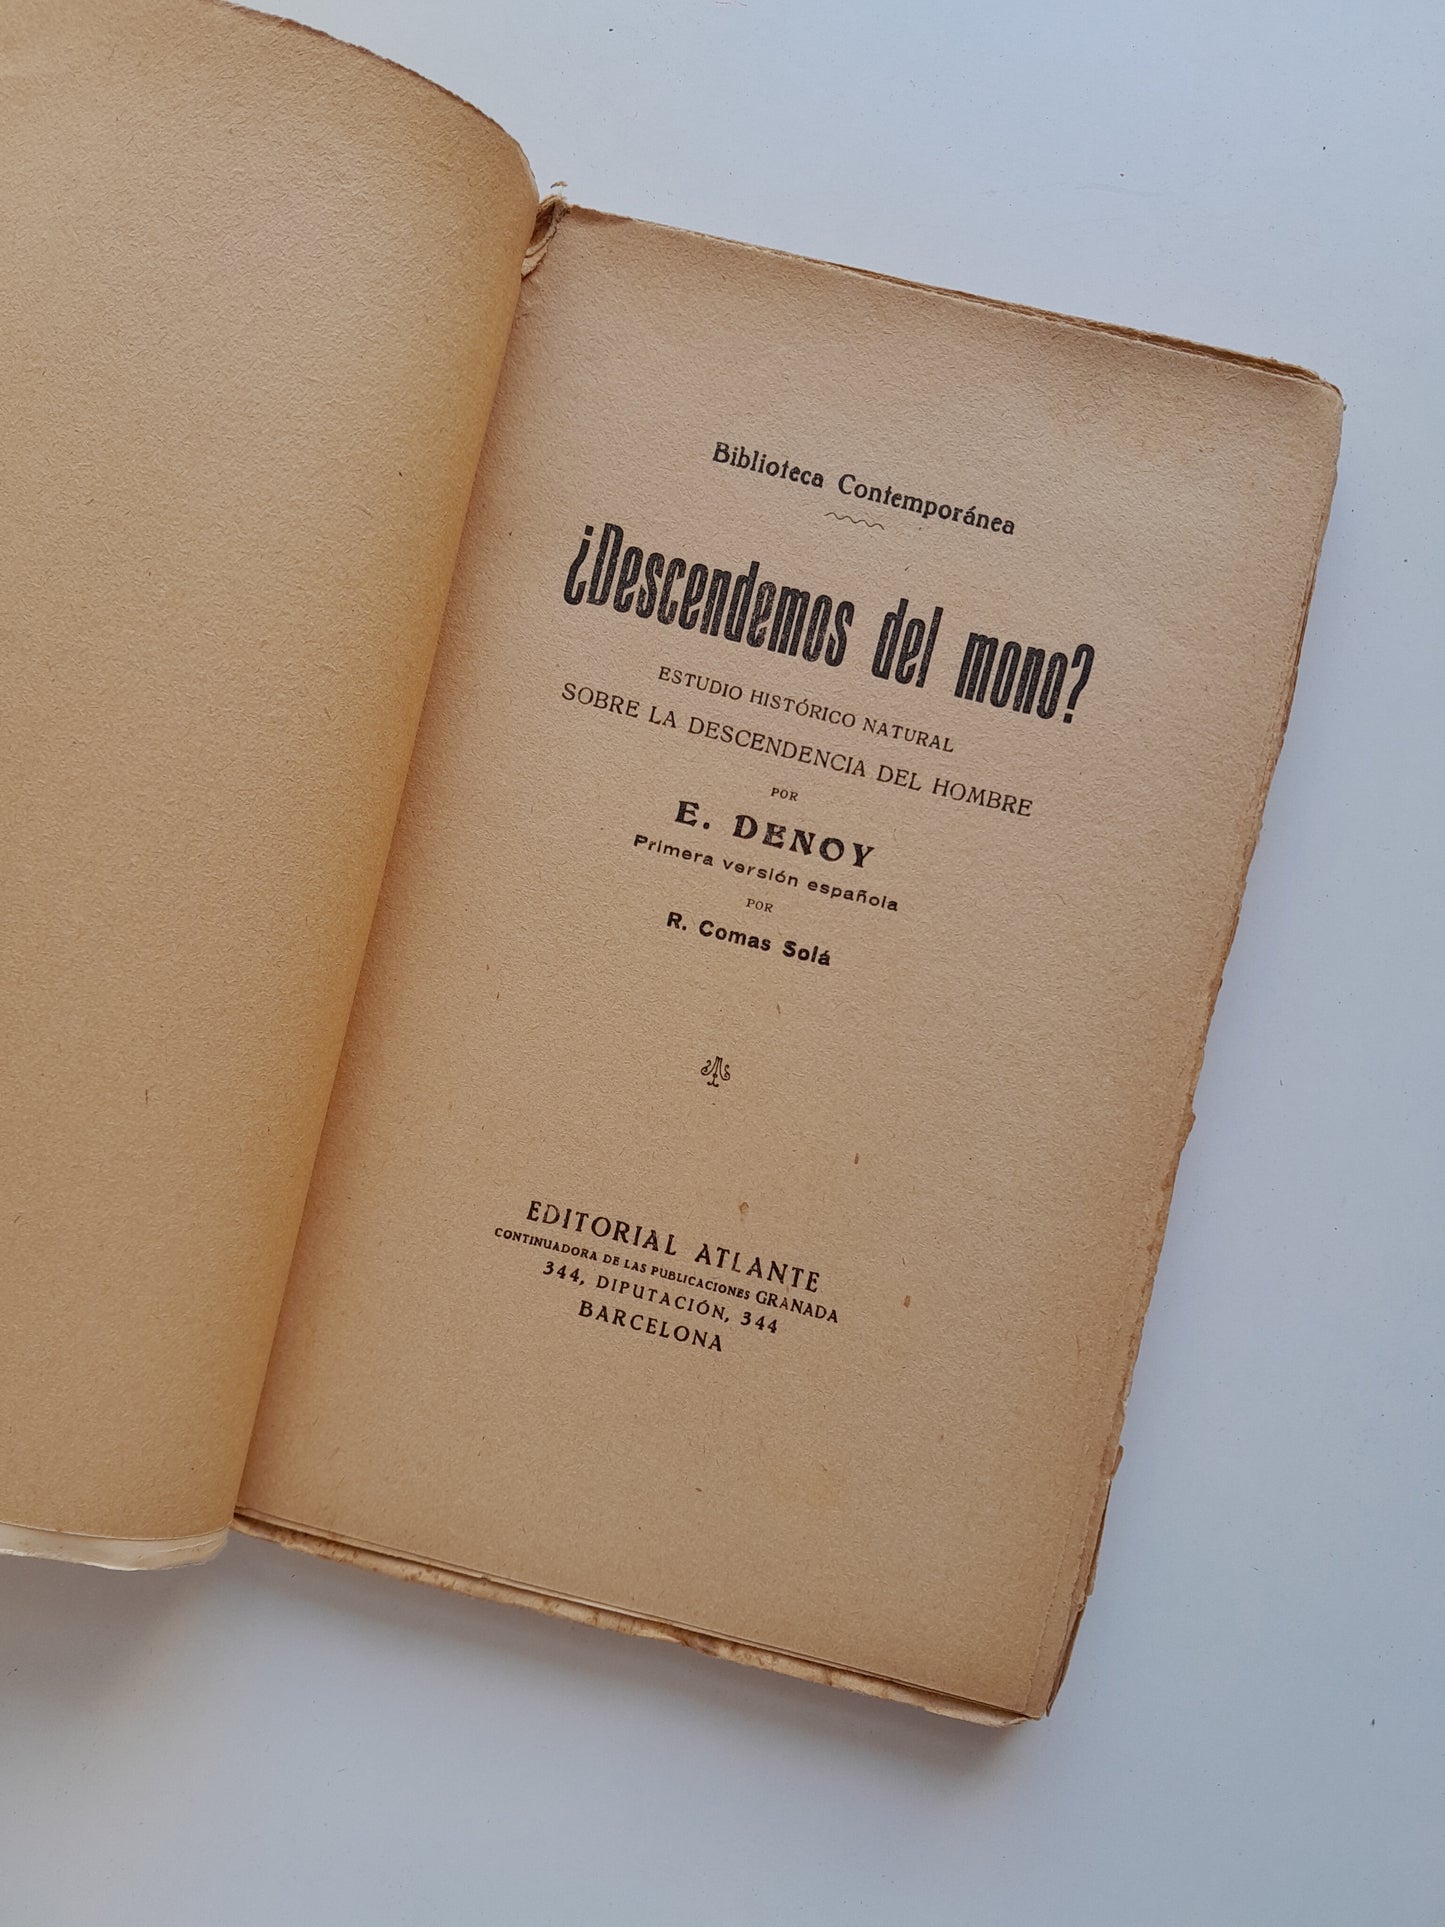 Biblioteca Contemporánea
¿Descendemos del mono?
ESTUDIO HISTÓRICO NATURAL
SOBRE LA DESCENDENCIA DEL HOMBRE
POR
E. DENOY
Primera versión española
POR
R. Comas Solá
EDITORIAL ATLANTE
CONTINUADORA DE LAS PUBLICACIONES GRANADA
344, DIPUTACIÓN, 344
BARCELONA